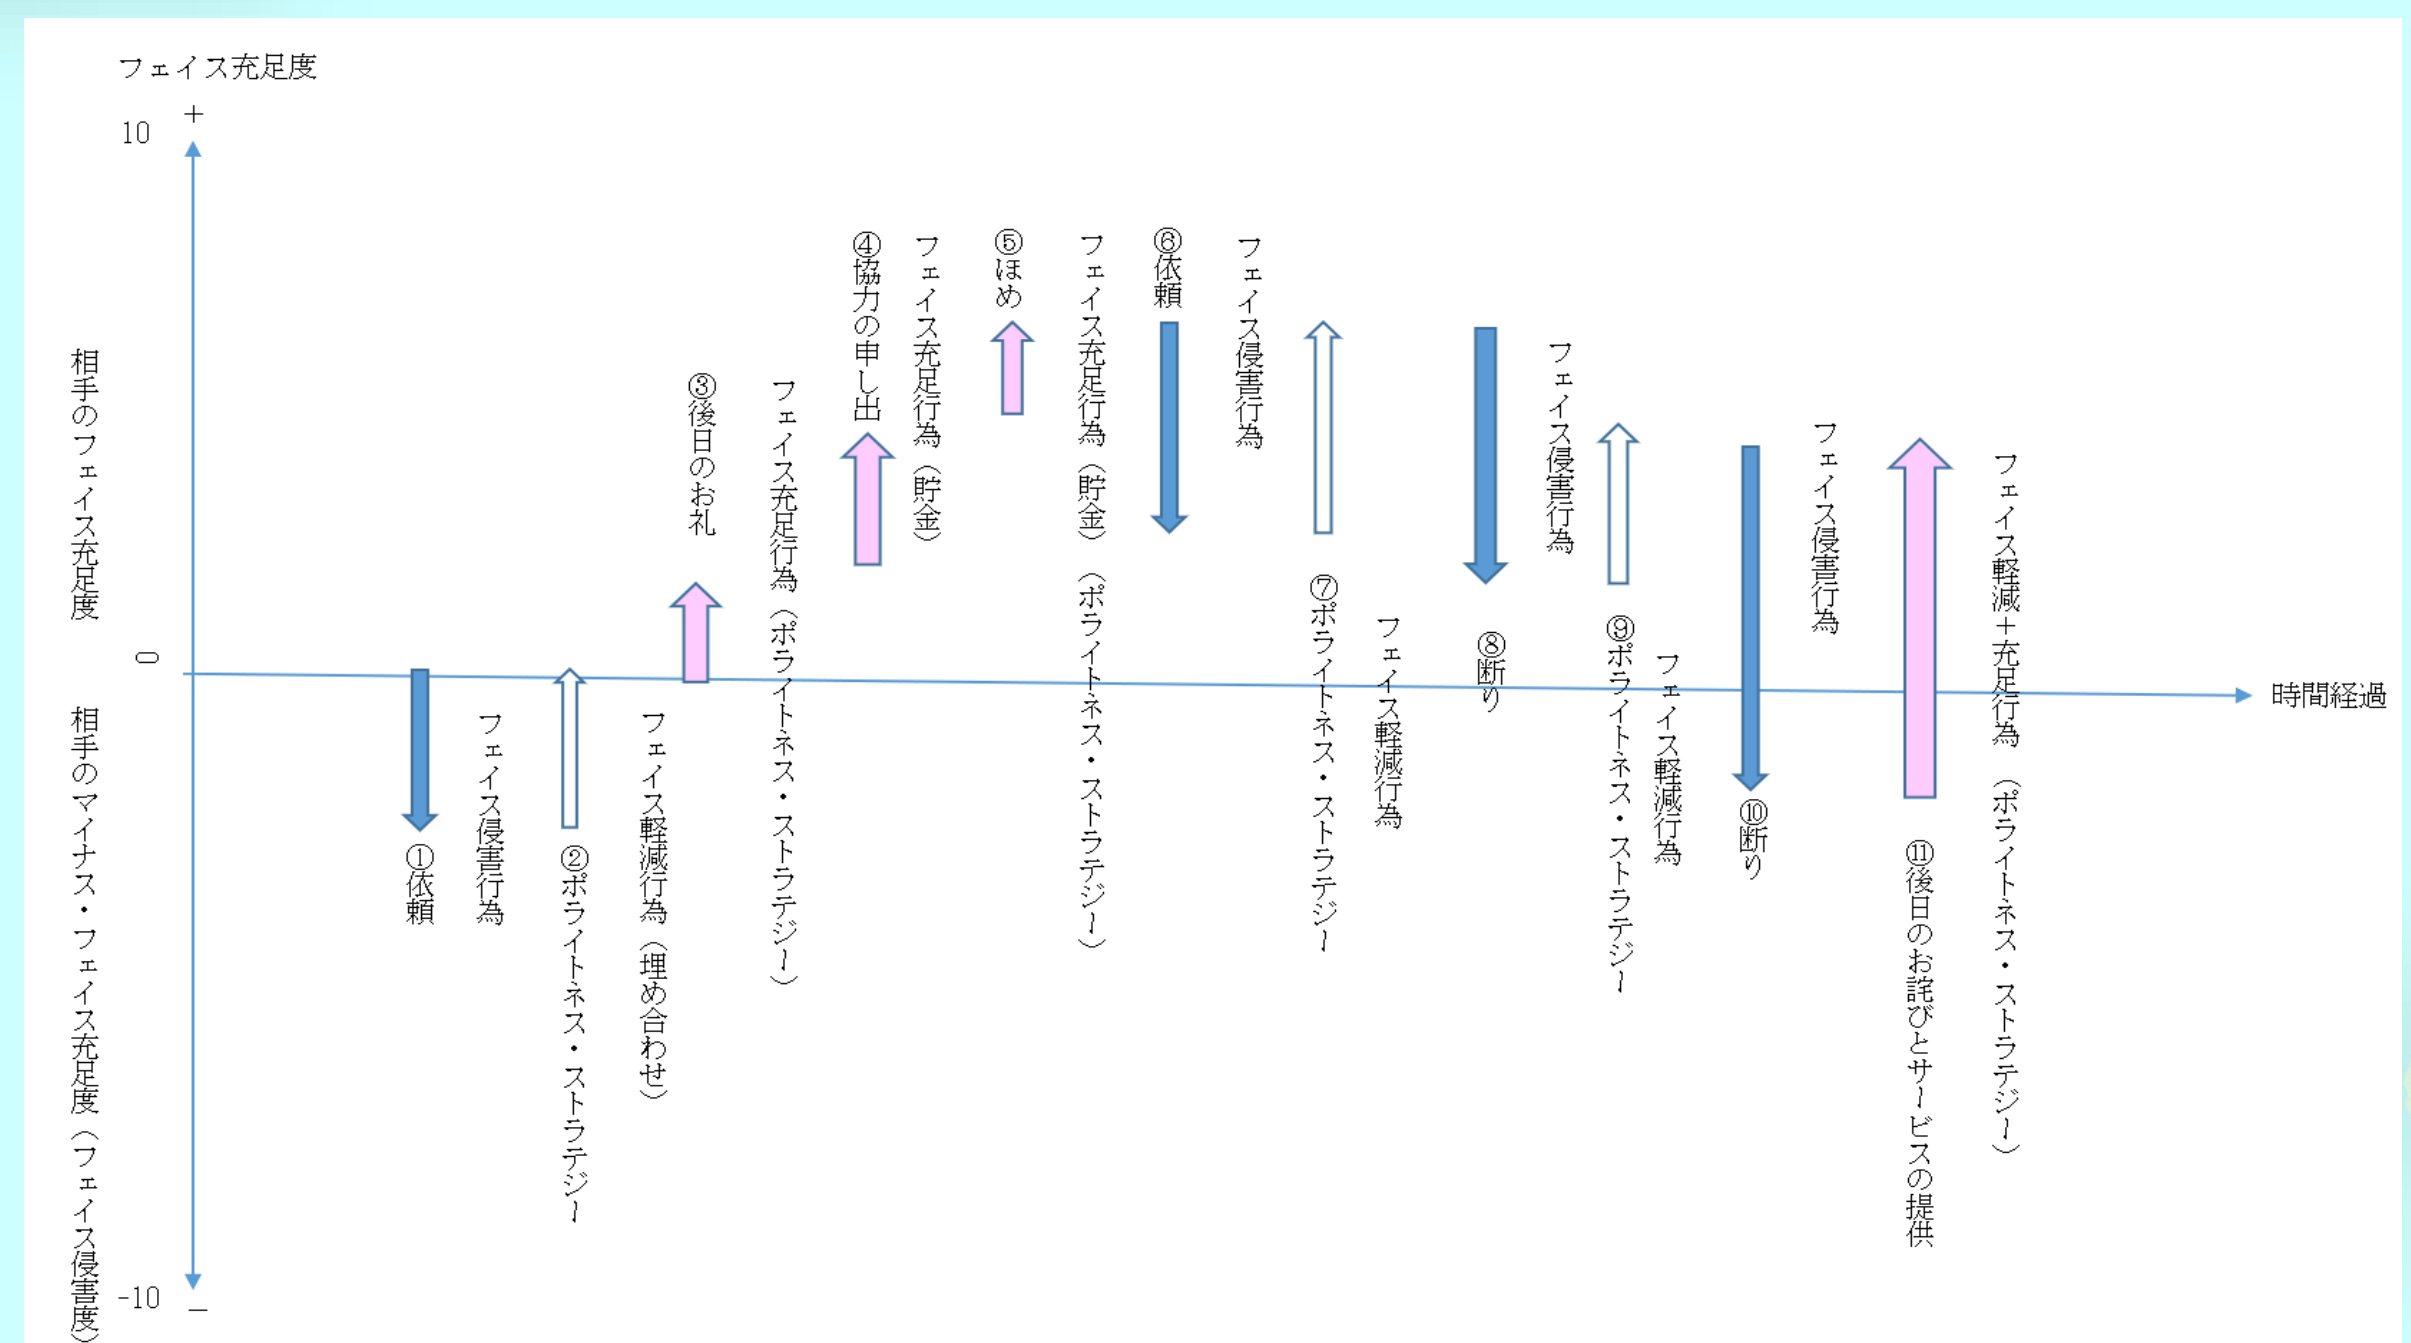 フェイス充足度
+
10
0
-10
−
相手のフェイス充足度
相手のマイナス・フェイス充足度（フェイス侵害度）
①依頼
フェイス侵害行為
②ポライトネス・ストラテジー
フェイス軽減行為（埋め合わせ）
③後日のお礼
フェイス充足行為（ポライトネス・ストラテジー）
④協力の申し出
フェイス充足行為（貯金）
⑤ほめ
フェイス充足行為（貯金）（ポライトネス・ストラテジー）
⑥依頼
フェイス侵害行為
⑦ポライトネス・ストラテジー
フェイス軽減行為
⑧断り
フェイス侵害行為
⑨ポライトネス・ストラテジー
フェイス軽減行為
⑩断り
フェイス侵害行為
⑪後日のお詫びとサービスの提供
フェイス軽減＋充足行為（ポライトネス・ストラテジー）
時間経過